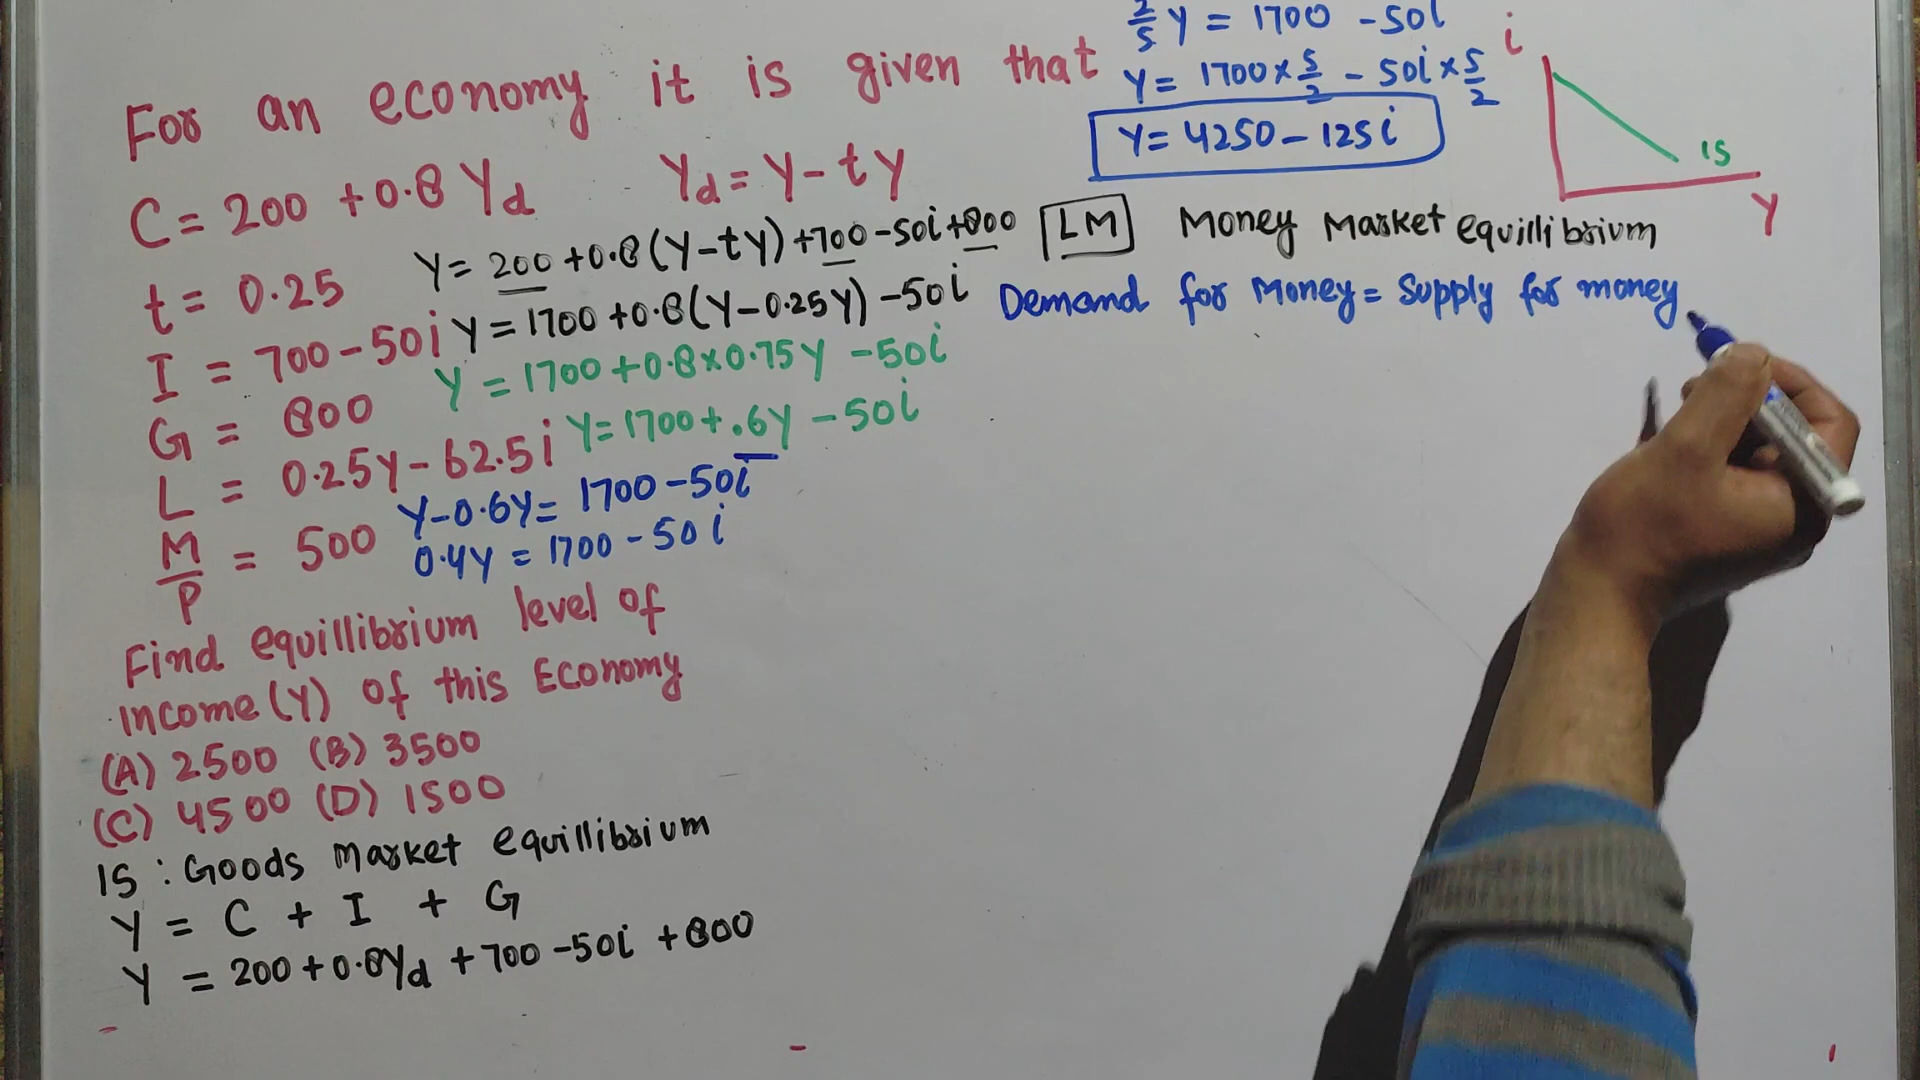 For an economy it is given that
C = 200 + 0.8 Yd    Yd = Y - tY
t = 0.25
I = 700 - 50i
G = 800
L = 0.25Y - 62.5i
M/P = 500
Find equillibrium level of
income (Y) of this Economy
(A) 2500 (B) 3500
(C) 4500 (D) 1500
IS : Goods Market equillibrium
Y = C + I + G
Y = 200 + 0.8Yd + 700 - 50i + 800
Y = 200 + 0.8(Y - tY) + 700 - 50i + 800
Y = 1700 + 0.8(Y - 0.25Y) - 50i
Y = 1700 + 0.8 × 0.75Y - 50i
Y = 1700 + .6Y - 50i
Y - 0.6Y = 1700 - 50i
0.4Y = 1700 - 50i
2/5 Y = 1700 - 50i
Y = 1700 × 5/2 - 50i × 5/2
Y = 4250 - 125i
i
IS
Y
LM Money Market equillibrium
Demand for Money = Supply for money